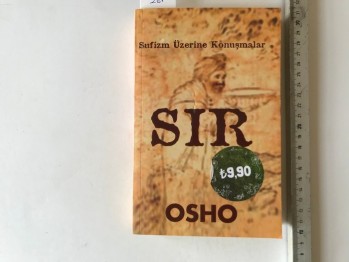 Sufizm Üzerine Konuşmalar
SIR
₺9,90
OSHO